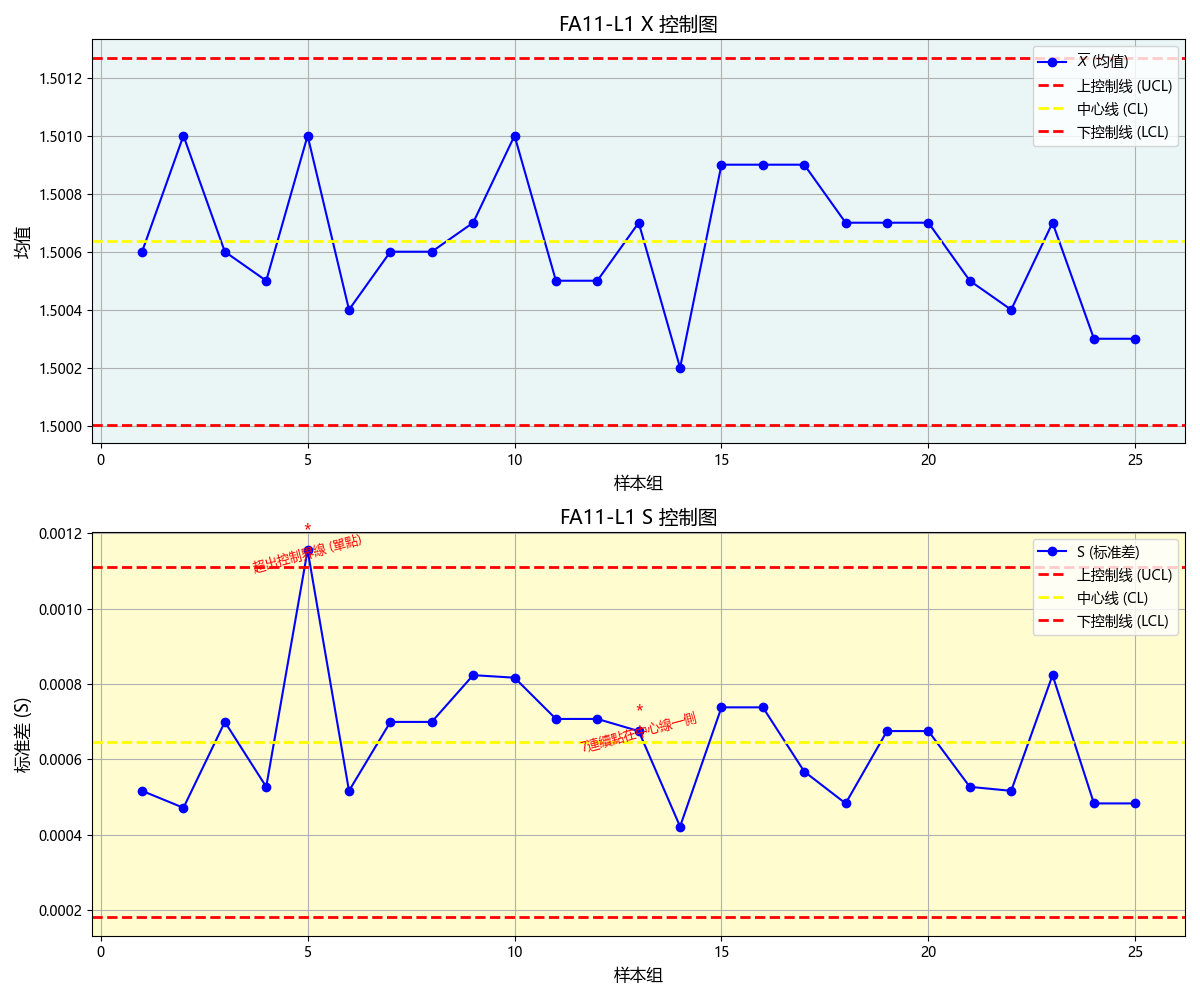 FA11-L1 X 控制图
X (均值)
上控制线 (UCL)
中心线 (CL)
下控制线 (LCL)
均值
1.5012
1.5010
1.5008
1.5006
1.5004
1.5002
1.5000
0 5 10 15 20 25
样本组
FA11-L1 S 控制图
S (标准差)
上控制线 (UCL)
中心线 (CL)
下控制线 (LCL)
标准差 (S)
0.0012
0.0010
0.0008
0.0006
0.0004
0.0002
*
超出控制界線 (單點)
*
7連續點在中心線一側
0 5 10 15 20 25
样本组